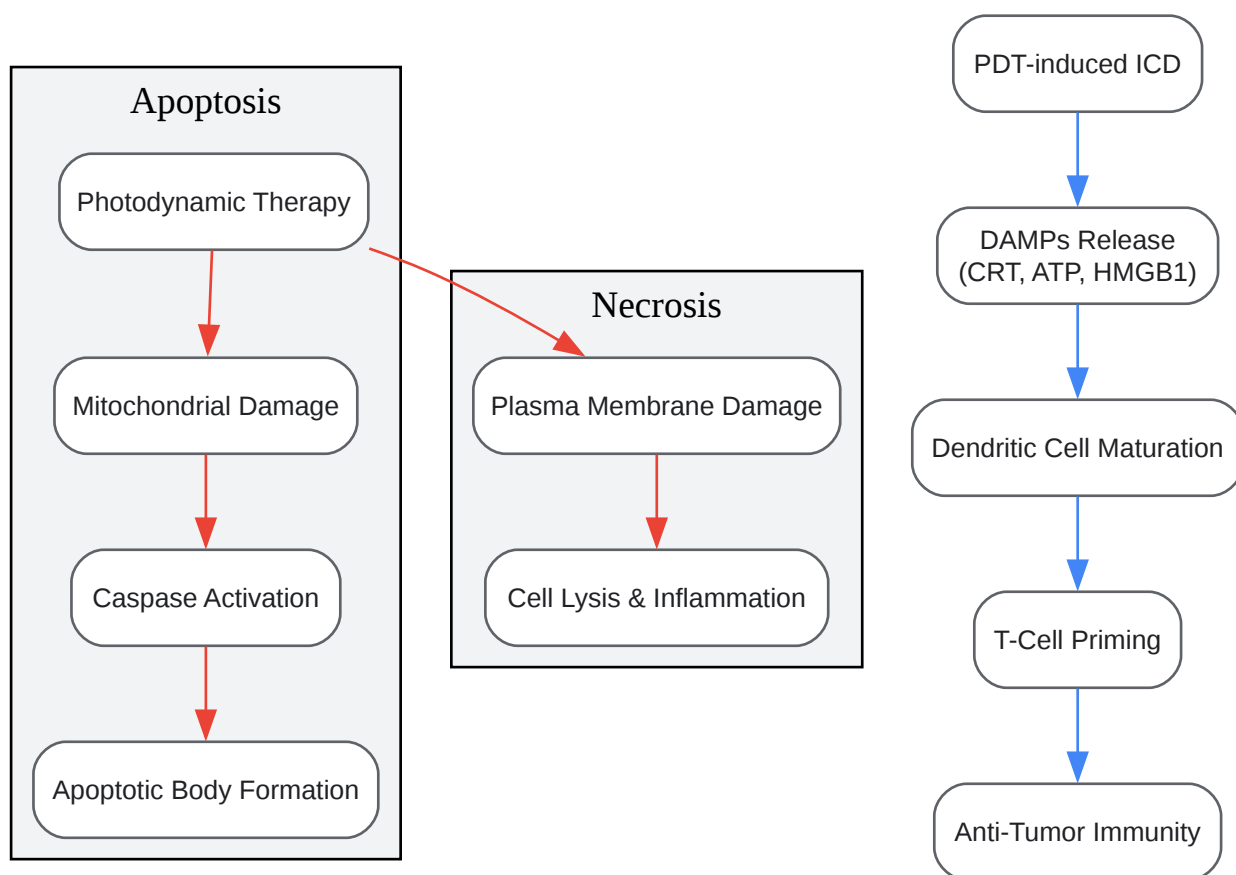 Apoptosis
Photodynamic Therapy
Mitochondrial Damage
Caspase Activation
Apoptotic Body Formation
Necrosis
Plasma Membrane Damage
Cell Lysis & Inflammation
PDT-induced ICD
DAMPs Release
(CRT, ATP, HMGB1)
Dendritic Cell Maturation
T-Cell Priming
Anti-Tumor Immunity